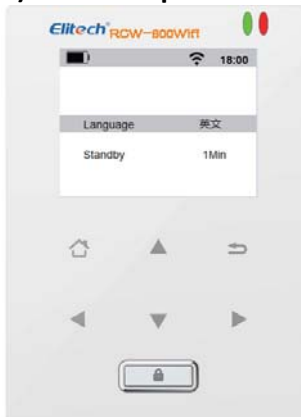 Elitech RCW-800Wifi
18:00
Language 英文
Standby 1Min